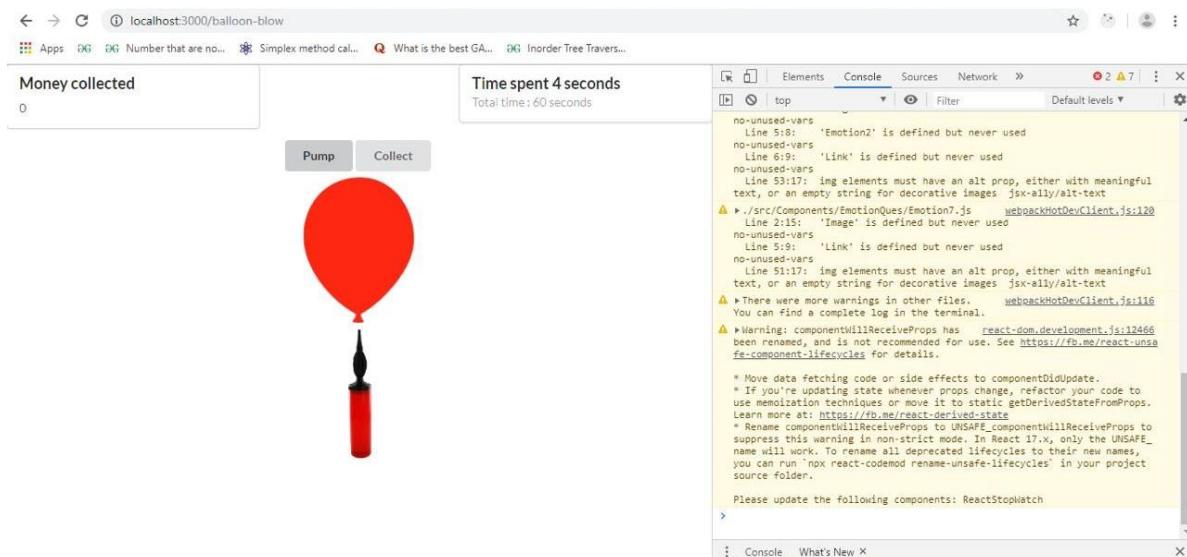 localhost:3000/balloon-blow
Apps
Number that are no...
Simplex method cal...
What is the best GA...
Inorder Tree Travers...
Money collected
0
Time spent 4 seconds
Total time : 60 seconds
Pump Collect
Elements Console Sources Network » 2 7
top Filter Default levels ▼
no-unused-vars
Line 5:8: 'Emotion2' is defined but never used
no-unused-vars
Line 6:9: 'Link' is defined but never used
no-unused-vars
Line 53:17: img elements must have an alt prop, either with meaningful
text, or an empty string for decorative images jsx-a11y/alt-text
./src/Components/EmotionQues/Emotion7.js webpackHotDevClient.js:120
Line 2:15: 'Image' is defined but never used
no-unused-vars
Line 5:9: 'Link' is defined but never used
no-unused-vars
Line 51:17: img elements must have an alt prop, either with meaningful
text, or an empty string for decorative images jsx-a11y/alt-text
There were more warnings in other files. webpackHotDevClient.js:116
You can find a complete log in the terminal.
Warning: componentWillReceiveProps has react-dom.development.js:12466
been renamed, and is not recommended for use. See https://fb.me/react-unsa
fe-component-lifecycles for details.
* Move data fetching code or side effects to componentDidUpdate.
* If you're updating state whenever props change, refactor your code to
use memoization techniques or move it to static getDerivedStateFromProps.
Learn more at: https://fb.me/react-derived-state
* Rename componentWillReceiveProps to UNSAFE_componentWillReceiveProps to
suppress this warning in non-strict mode. In React 17.x, only the UNSAFE_
name will work. To rename all deprecated lifecycles to their new names,
you can run `npx react-codemod rename-unsafe-lifecycles` in your project
source folder.
Please update the following components: ReactStopWatch
Console What's New ×